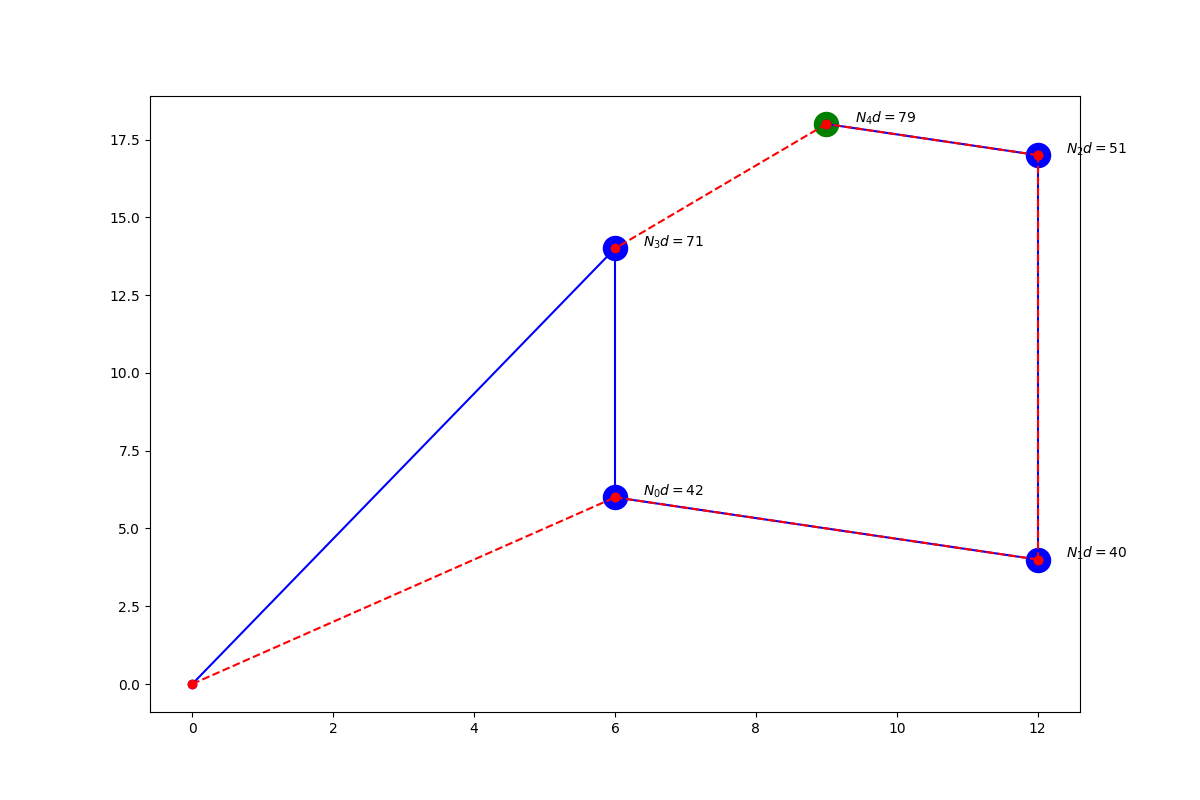 17.5
15.0
12.5
10.0
7.5
5.0
2.5
0.0
N₄d = 79
N₂d = 51
N₃d = 71
N₀d = 42
N₁d = 40
0 2 4 6 8 10 12